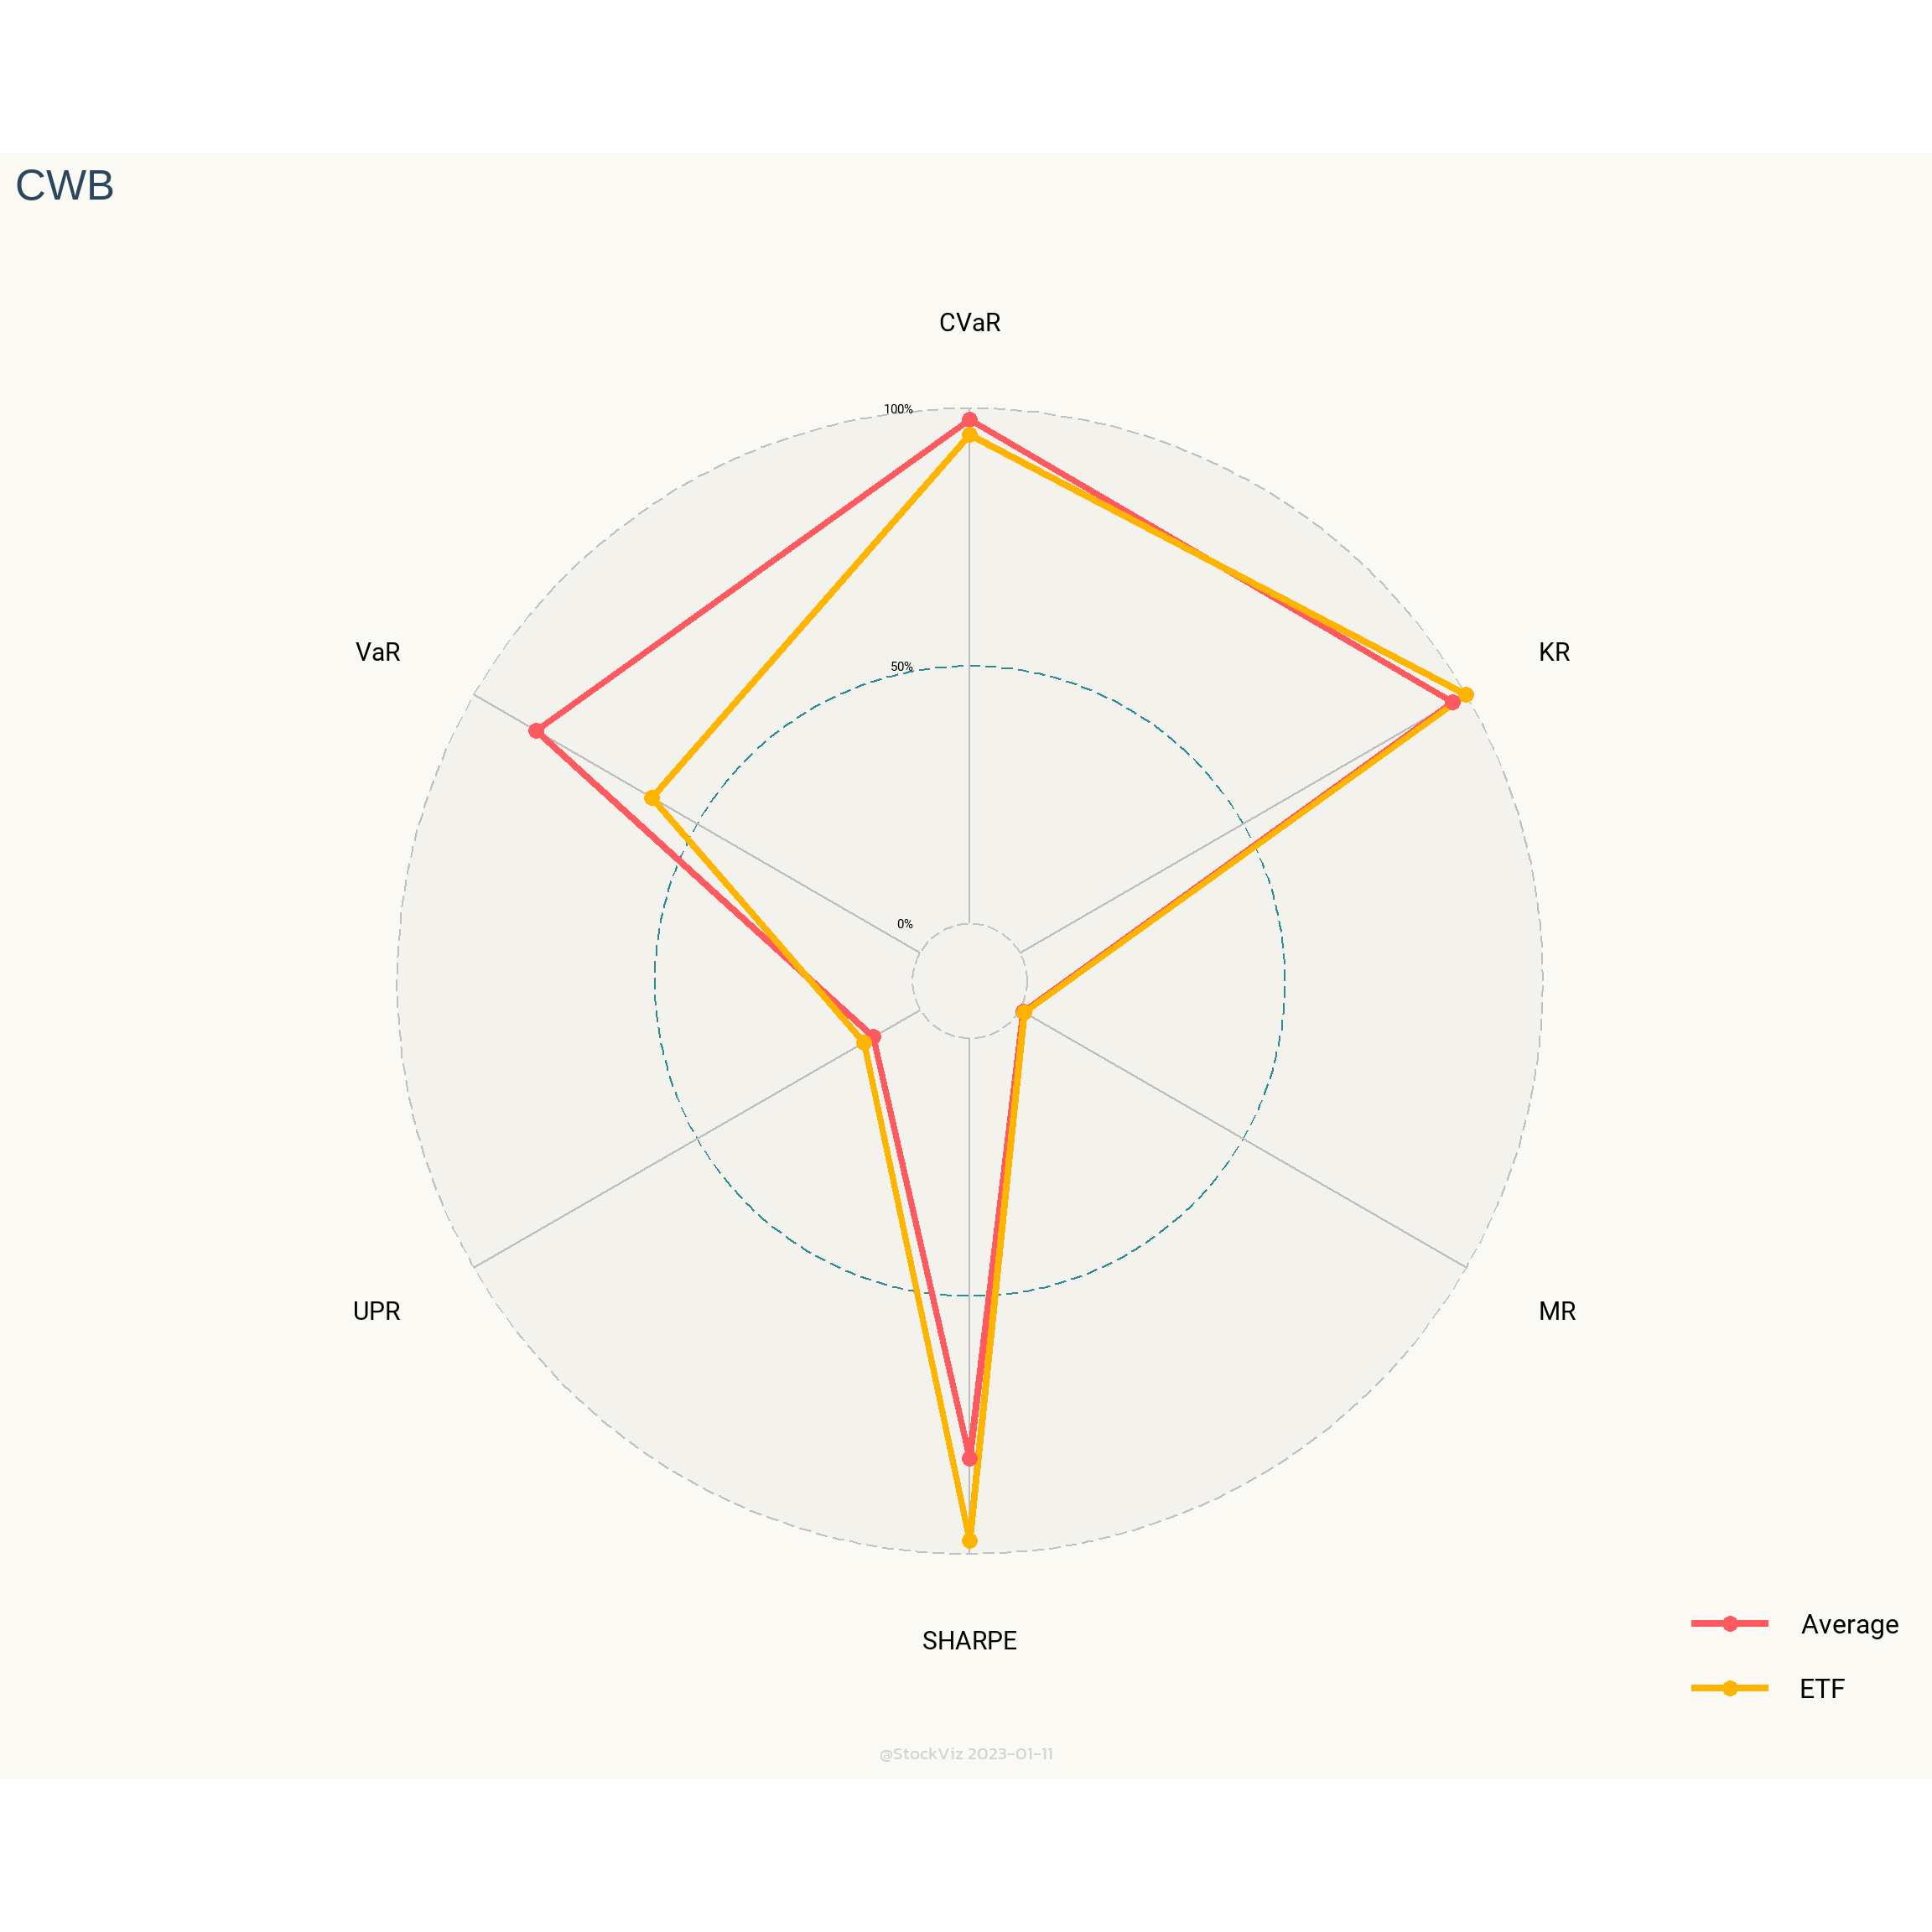 CWB
CVaR
100%
VaR
KR
50%
0%
UPR
MR
SHARPE
Average
ETF
@StockViz 2023-01-11